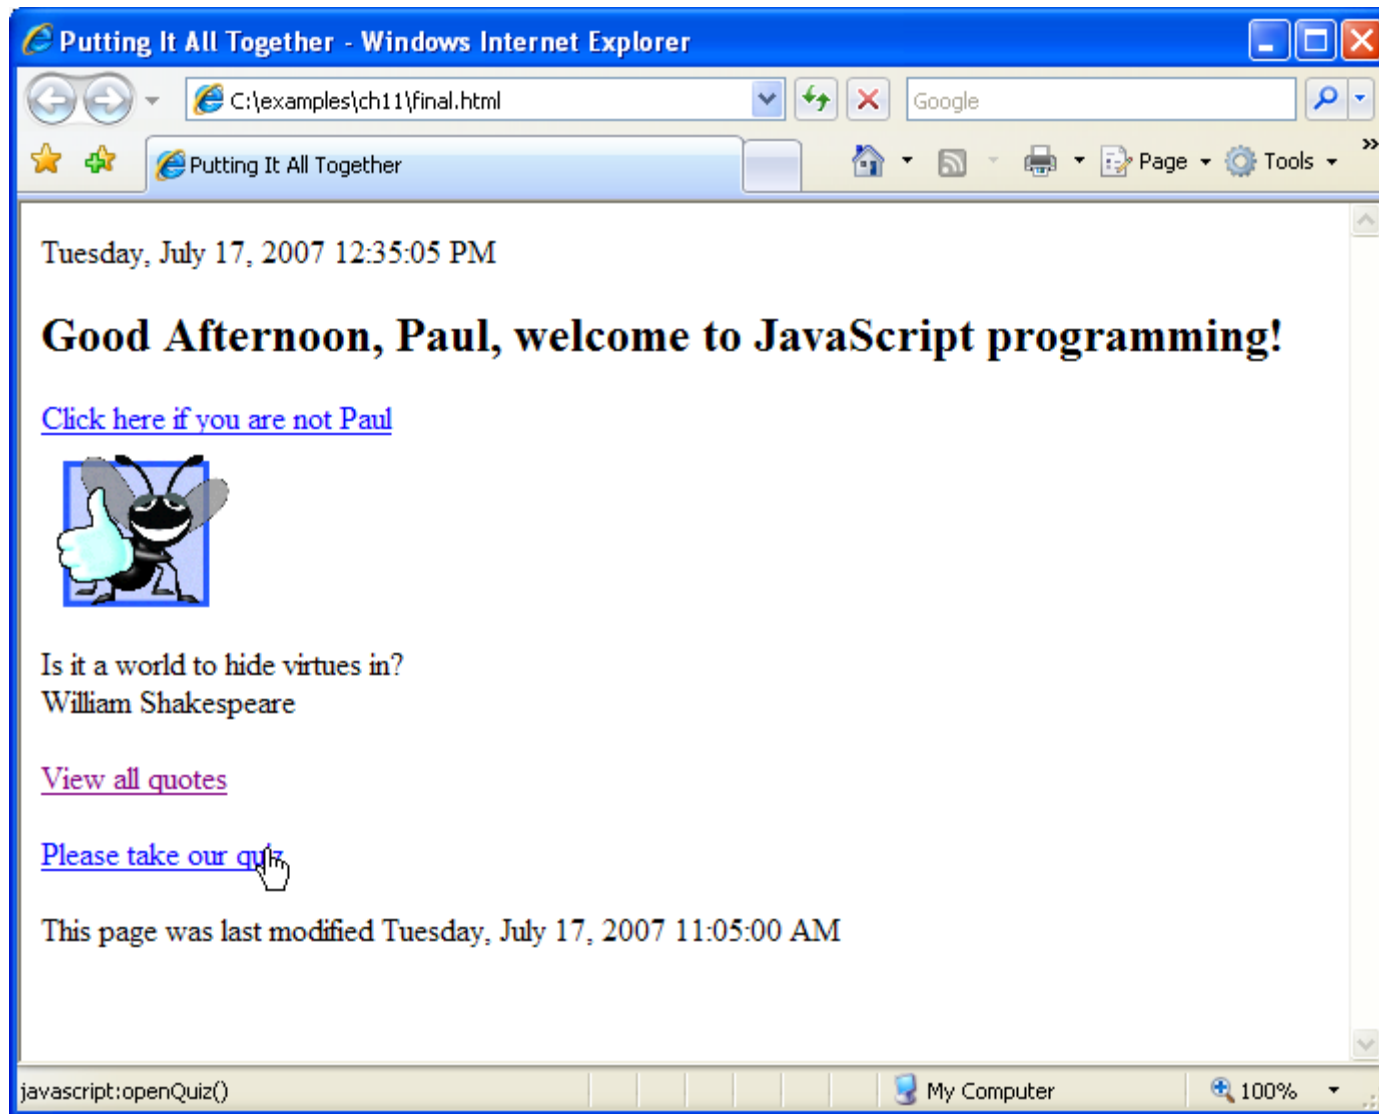 Putting It All Together - Windows Internet Explorer
C:\examples\ch11\final.html
Google
Putting It All Together
Page
Tools
Tuesday, July 17, 2007 12:35:05 PM
Good Afternoon, Paul, welcome to JavaScript programming!
Click here if you are not Paul
Is it a world to hide virtues in?
William Shakespeare
View all quotes
Please take our quiz
This page was last modified Tuesday, July 17, 2007 11:05:00 AM
javascript:openQuiz()
My Computer
100%